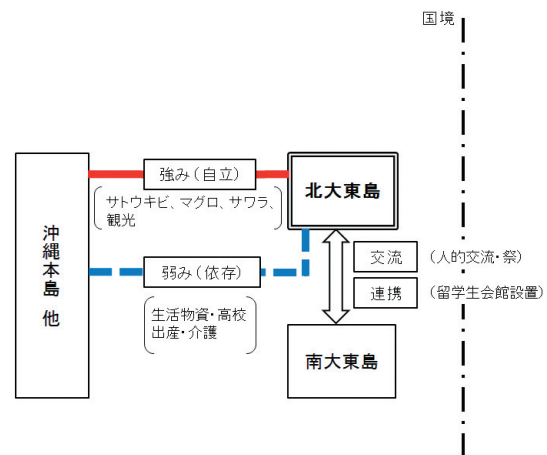 国境
強み(自立)
北大東島
サトウキビ、マグロ、サワラ、
観光
沖縄本島 他
交流
(人的交流・祭)
弱み(依存)
連携
(留学生会館設置)
生活物資・高校
出産・介護
南大東島